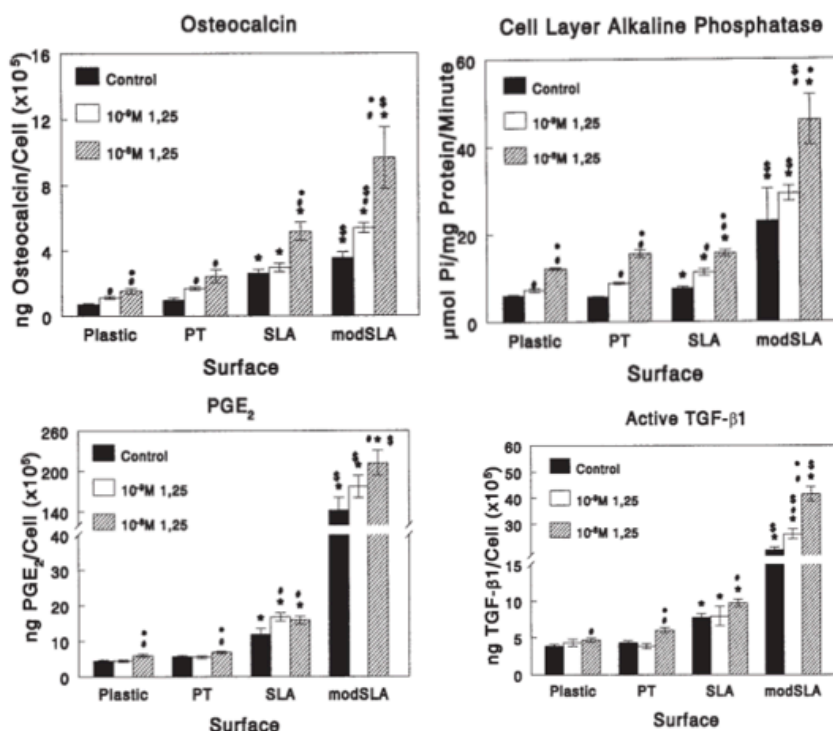 Osteocalcin
ng Osteocalcin/Cell (x10⁵)
16
12
8
4
0
Control
10⁻⁹M 1,25
10⁻⁸M 1,25
Plastic PT SLA modSLA
Surface
Cell Layer Alkaline Phosphatase
µmol Pi/mg Protein/Minute
60
40
20
0
Control
10⁻⁹M 1,25
10⁻⁸M 1,25
Plastic PT SLA modSLA
Surface
PGE₂
ng PGE₂/Cell (x10⁵)
260
200
140
40
30
20
10
0
Control
10⁻⁹M 1,25
10⁻⁸M 1,25
Plastic PT SLA modSLA
Surface
Active TGF-β1
ng TGF-β1/Cell (x10⁵)
60
50
40
30
15
10
5
0
Control
10⁻⁹M 1,25
10⁻⁸M 1,25
Plastic PT SLA modSLA
Surface